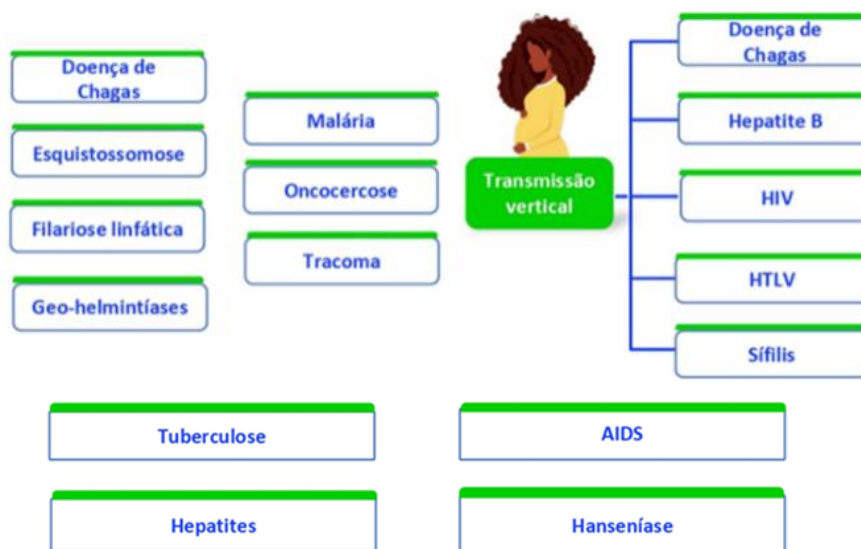 Doença de
Chagas
Esquistossomose
Filariose linfática
Geo-helmintíases
Malária
Oncocercose
Tracoma
Transmissão
vertical
Doença de
Chagas
Hepatite B
HIV
HTLV
Sífilis
Tuberculose
AIDS
Hepatites
Hanseníase